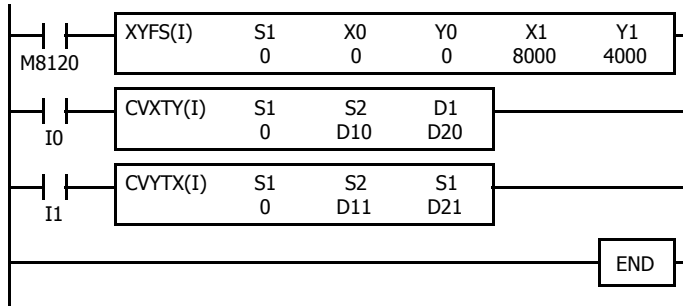 XYFS(I) S1 X0 Y0 X1 Y1
0 0 0 8000 4000
M8120
CVXTY(I) S1 S2 D1
0 D10 D20
I0
CVYTX(I) S1 S2 S1
0 D11 D21
I1
END